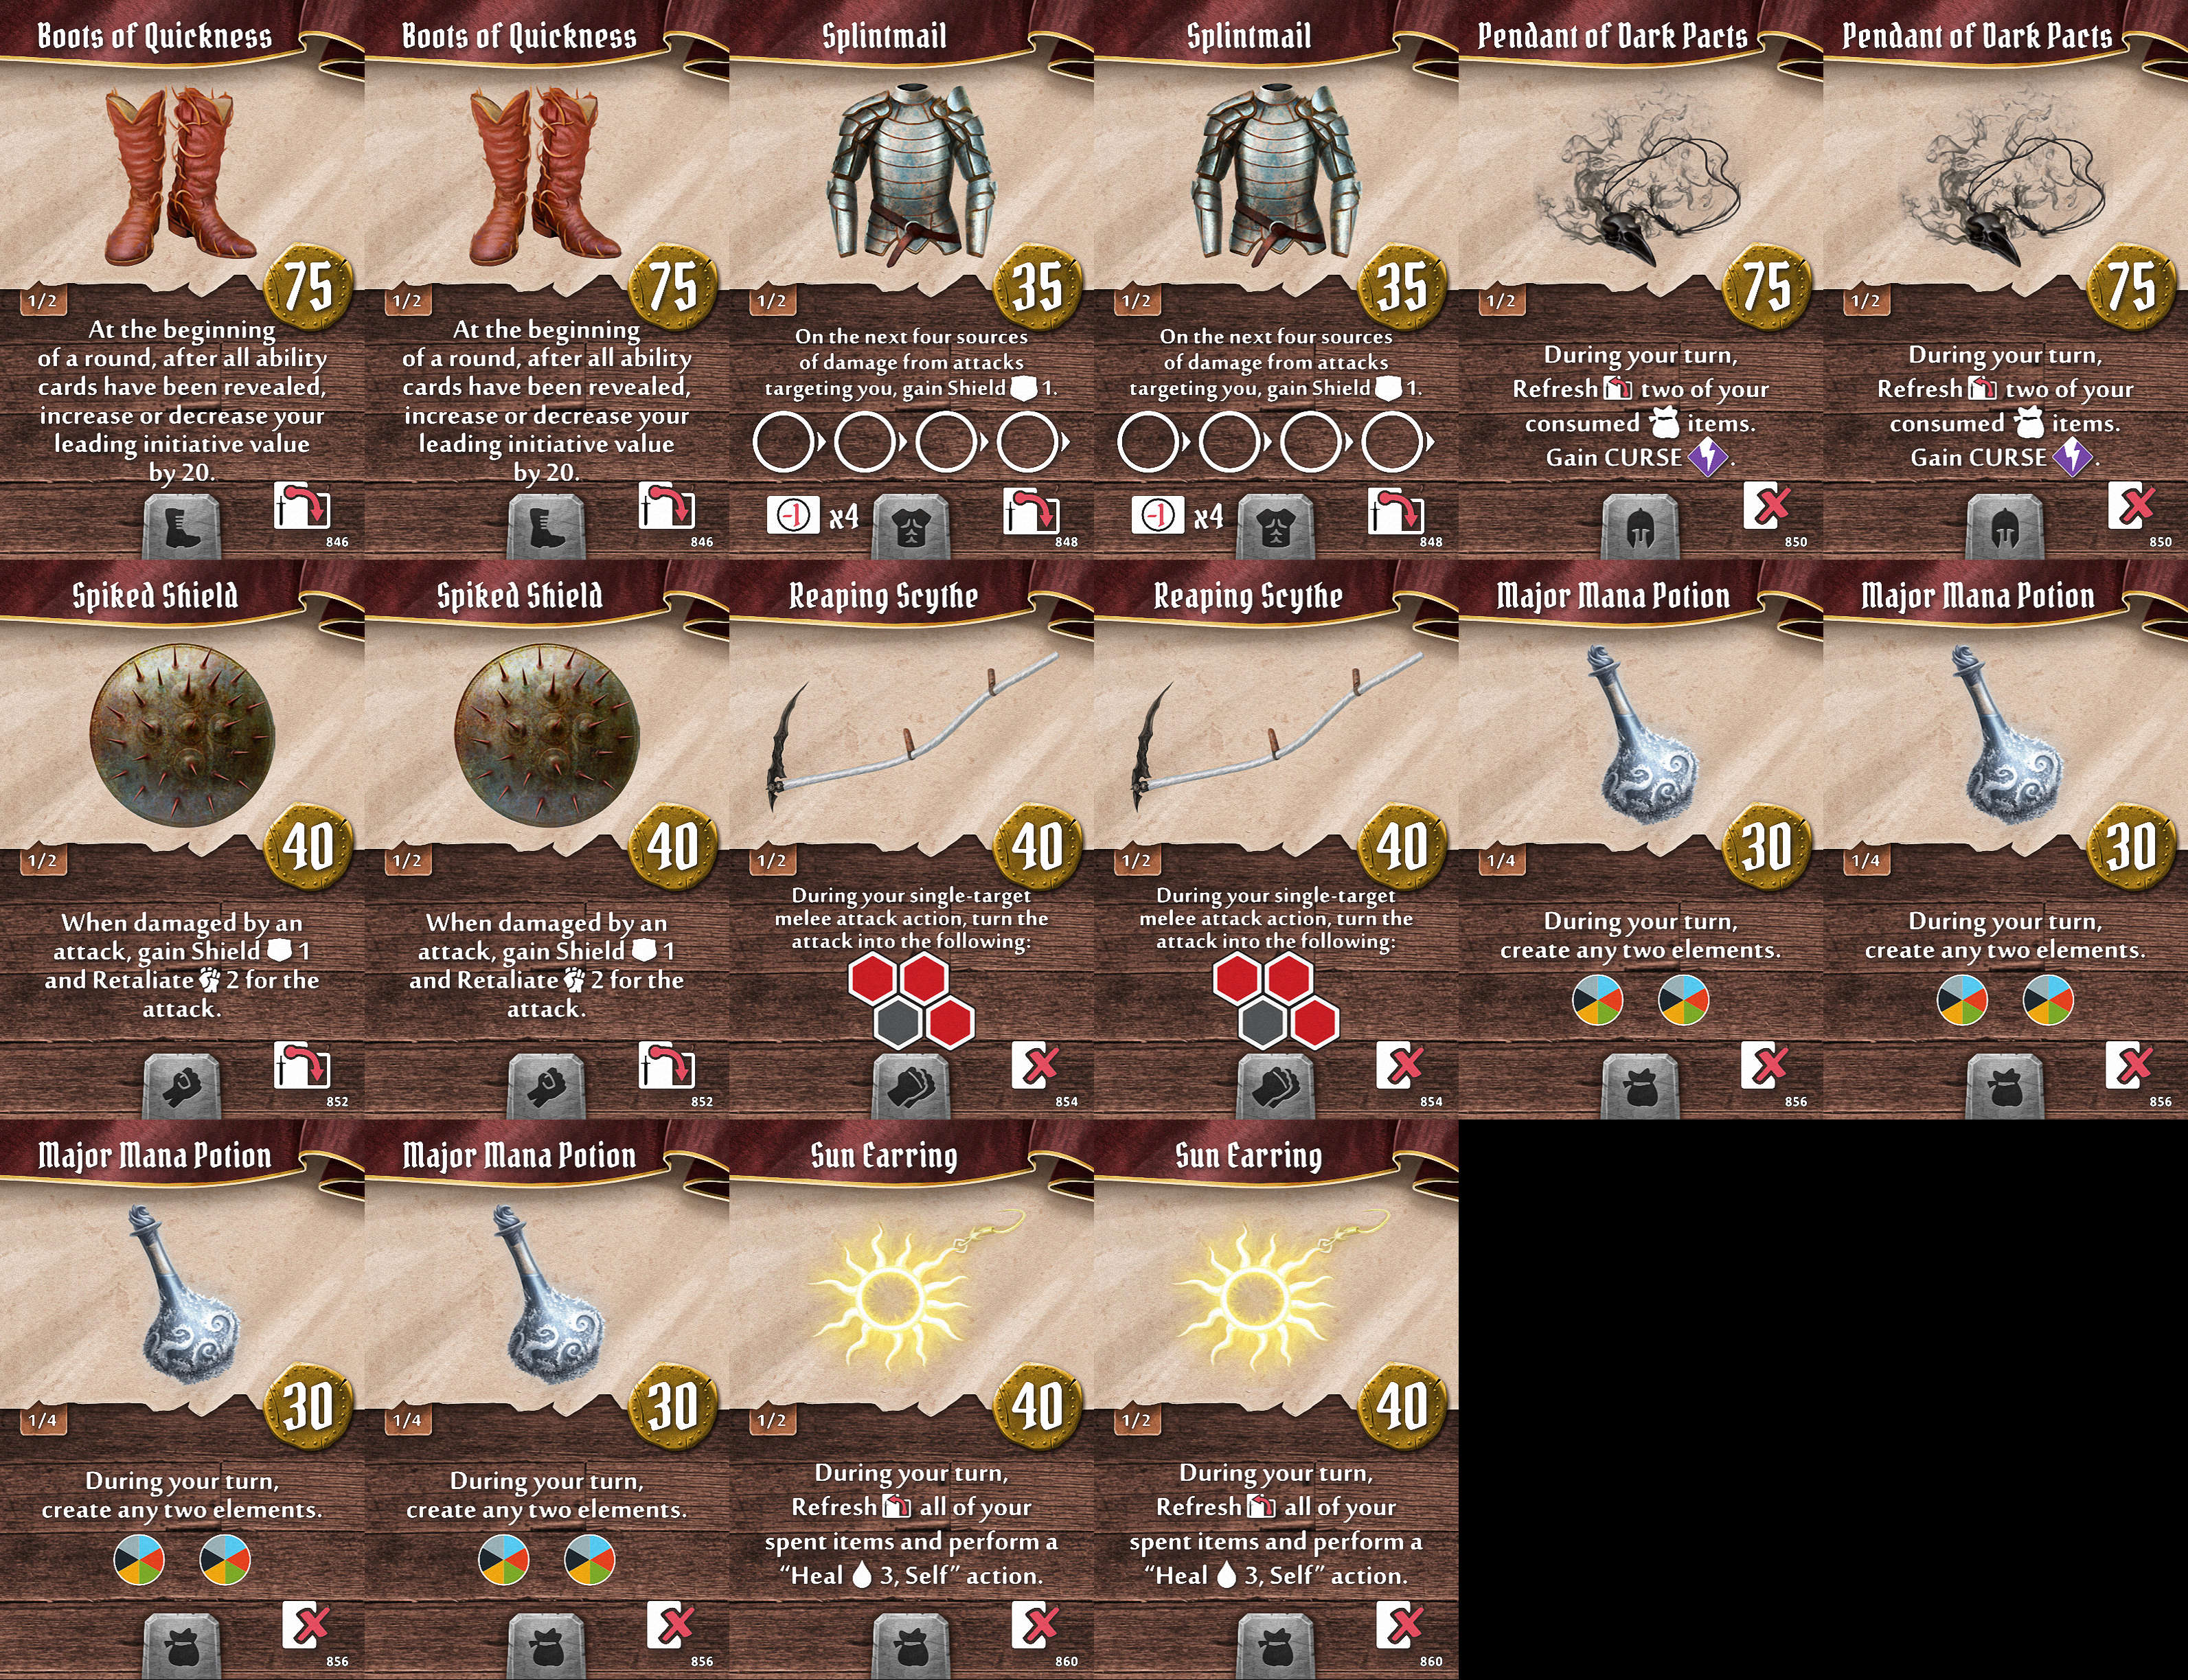 Boots of Quickness
75
1/2
At the beginning
of a round, after all ability
cards have been revealed,
increase or decrease your
leading initiative value
by 20.
846
Boots of Quickness
75
1/2
At the beginning
of a round, after all ability
cards have been revealed,
increase or decrease your
leading initiative value
by 20.
846
Splintmail
35
1/2
On the next four sources
of damage from attacks
targeting you, gain Shield 1.
-1 x4
848
Splintmail
35
1/2
On the next four sources
of damage from attacks
targeting you, gain Shield 1.
-1 x4
848
Pendant of Dark Pacts
75
1/2
During your turn,
Refresh two of your
consumed items.
Gain CURSE .
850
Pendant of Dark Pacts
75
1/2
During your turn,
Refresh two of your
consumed items.
Gain CURSE .
850
Spiked Shield
40
1/2
When damaged by an
attack, gain Shield 1
and Retaliate 2 for the
attack.
852
Spiked Shield
40
1/2
When damaged by an
attack, gain Shield 1
and Retaliate 2 for the
attack.
852
Reaping Scythe
40
1/2
During your single-target
melee attack action, turn the
attack into the following:
854
Reaping Scythe
40
1/2
During your single-target
melee attack action, turn the
attack into the following:
854
Major Mana Potion
30
1/4
During your turn,
create any two elements.
856
Major Mana Potion
30
1/4
During your turn,
create any two elements.
856
Major Mana Potion
30
1/4
During your turn,
create any two elements.
856
Major Mana Potion
30
1/4
During your turn,
create any two elements.
856
Sun Earring
40
1/2
During your turn,
Refresh all of your
spent items and perform a
“Heal 3, Self” action.
860
Sun Earring
40
1/2
During your turn,
Refresh all of your
spent items and perform a
“Heal 3, Self” action.
860